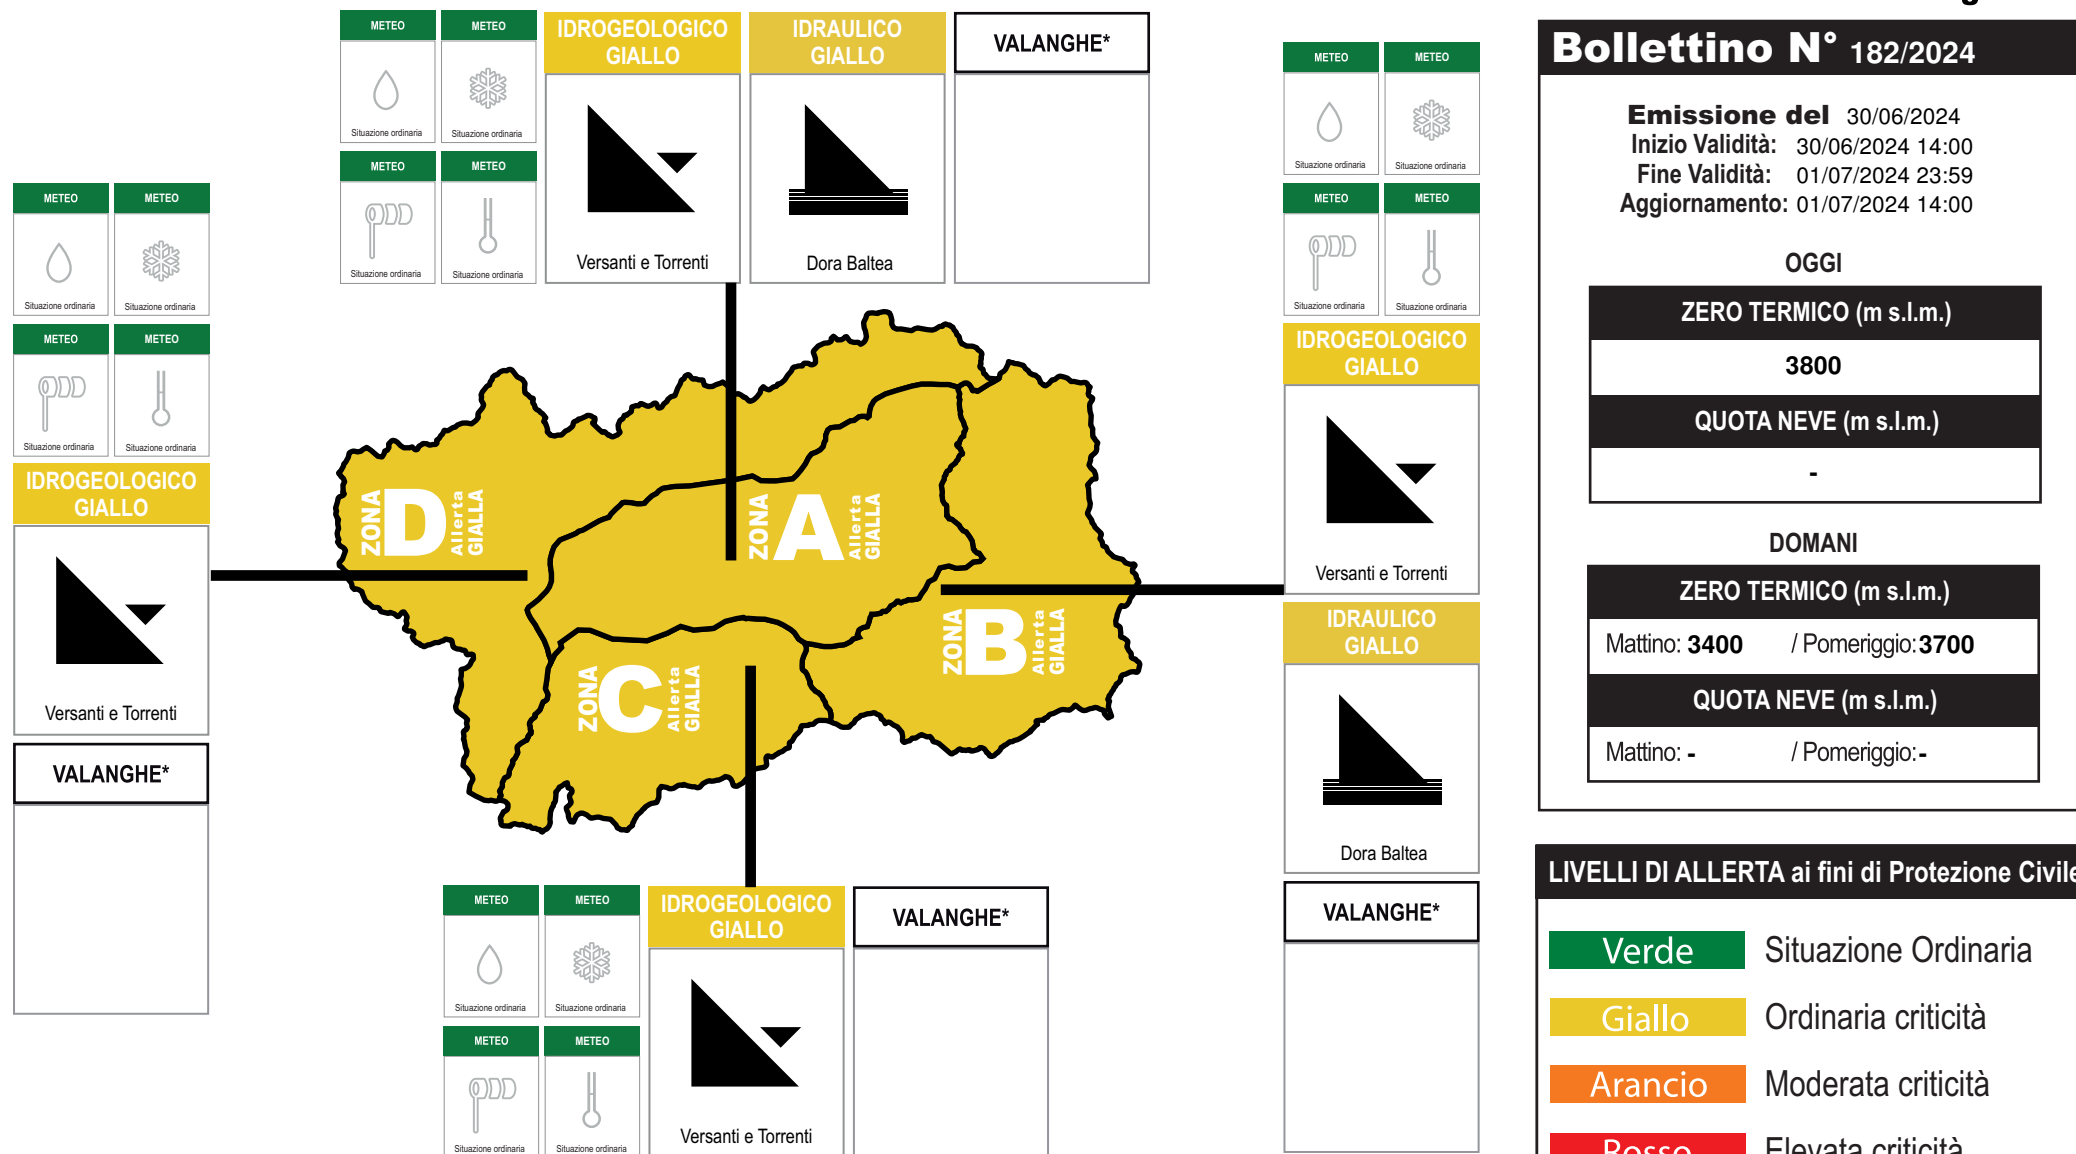 METEO
METEO
Situazione ordinaria
Situazione ordinaria
METEO
METEO
Situazione ordinaria
Situazione ordinaria
IDROGEOLOGICO
GIALLO
Versanti e Torrenti
IDRAULICO
GIALLO
Dora Baltea
VALANGHE*
METEO
METEO
Situazione ordinaria
Situazione ordinaria
METEO
METEO
Situazione ordinaria
Situazione ordinaria
IDROGEOLOGICO
GIALLO
Versanti e Torrenti
VALANGHE*
ZONA D Allerta GIALLA
ZONA A Allerta GIALLA
ZONA B Allerta GIALLA
ZONA C Allerta GIALLA
METEO
METEO
Situazione ordinaria
Situazione ordinaria
METEO
METEO
Situazione ordinaria
Situazione ordinaria
IDROGEOLOGICO
GIALLO
Versanti e Torrenti
IDRAULICO
GIALLO
Dora Baltea
VALANGHE*
METEO
METEO
Situazione ordinaria
Situazione ordinaria
METEO
METEO
Situazione ordinaria
Situazione ordinaria
IDROGEOLOGICO
GIALLO
Versanti e Torrenti
VALANGHE*
Bollettino N° 182/2024
Emissione del 30/06/2024
Inizio Validità: 30/06/2024 14:00
Fine Validità: 01/07/2024 23:59
Aggiornamento: 01/07/2024 14:00
OGGI
ZERO TERMICO (m s.l.m.)
3800
QUOTA NEVE (m s.l.m.)
-
DOMANI
ZERO TERMICO (m s.l.m.)
Mattino: 3400 / Pomeriggio: 3700
QUOTA NEVE (m s.l.m.)
Mattino: - / Pomeriggio: -
LIVELLI DI ALLERTA ai fini di Protezione Civile
Verde Situazione Ordinaria
Giallo Ordinaria criticità
Arancio Moderata criticità
Rosso Elevata criticità